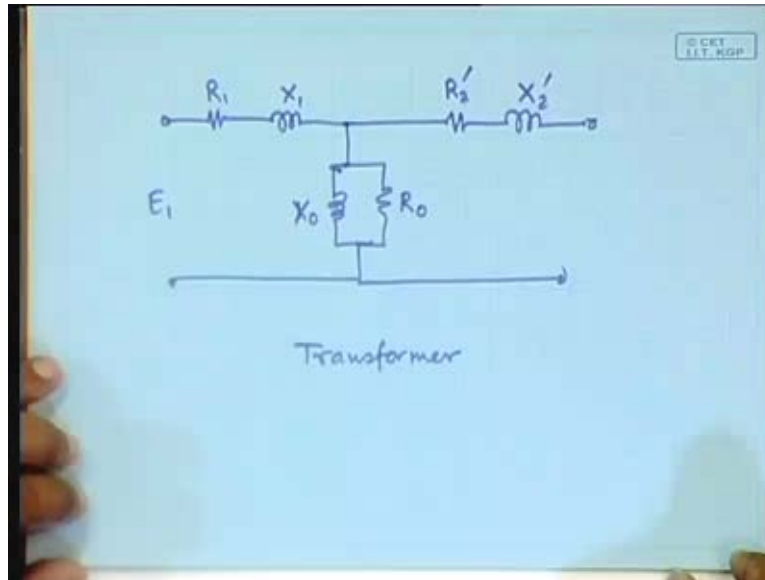 © CET
I.I.T. KGP
R₁ X₁ R₂′ X₂′
E₁ X₀ R₀
Transformer